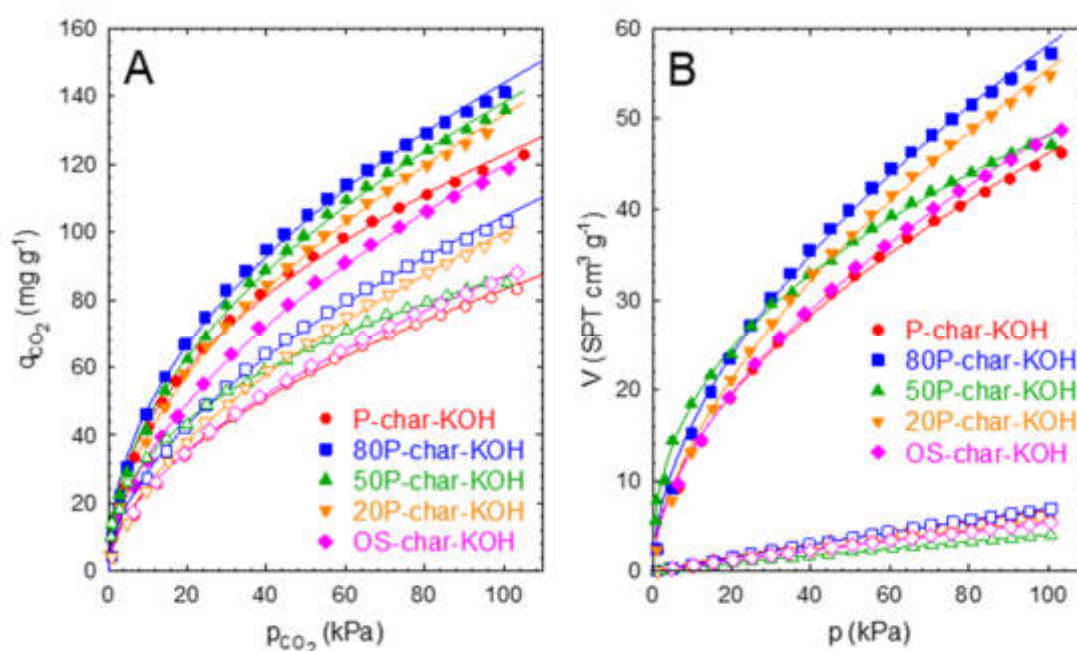 A
160
140
120
100
80
60
40
20
0
q CO2 (mg g-1)
0 20 40 60 80 100
p CO2 (kPa)
P-char-KOH
80P-char-KOH
50P-char-KOH
20P-char-KOH
OS-char-KOH
B
60
50
40
30
20
10
0
V (SPT cm3 g-1)
0 20 40 60 80 100
p (kPa)
P-char-KOH
80P-char-KOH
50P-char-KOH
20P-char-KOH
OS-char-KOH